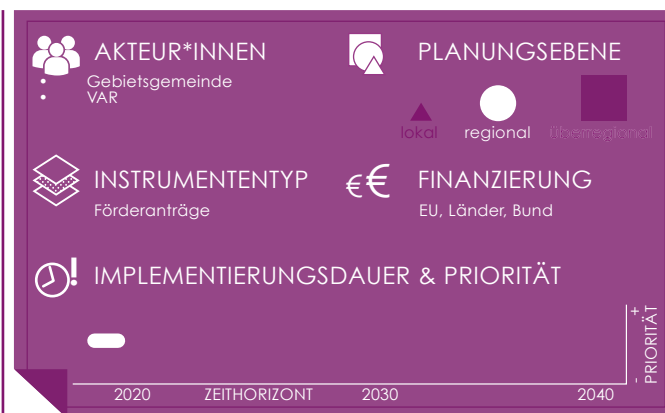 AKTEUR*INNEN
Gebietsgemeinde
VAR
PLANUNGSEBENE
lokal regional überregional
INSTRUMENTENTYP
Förderanträge
€€ FINANZIERUNG
EU, Länder, Bund
! IMPLEMENTIERUNGSDAUER & PRIORITÄT
- PRIORITÄT +
2020 ZEITHORIZONT 2030 2040